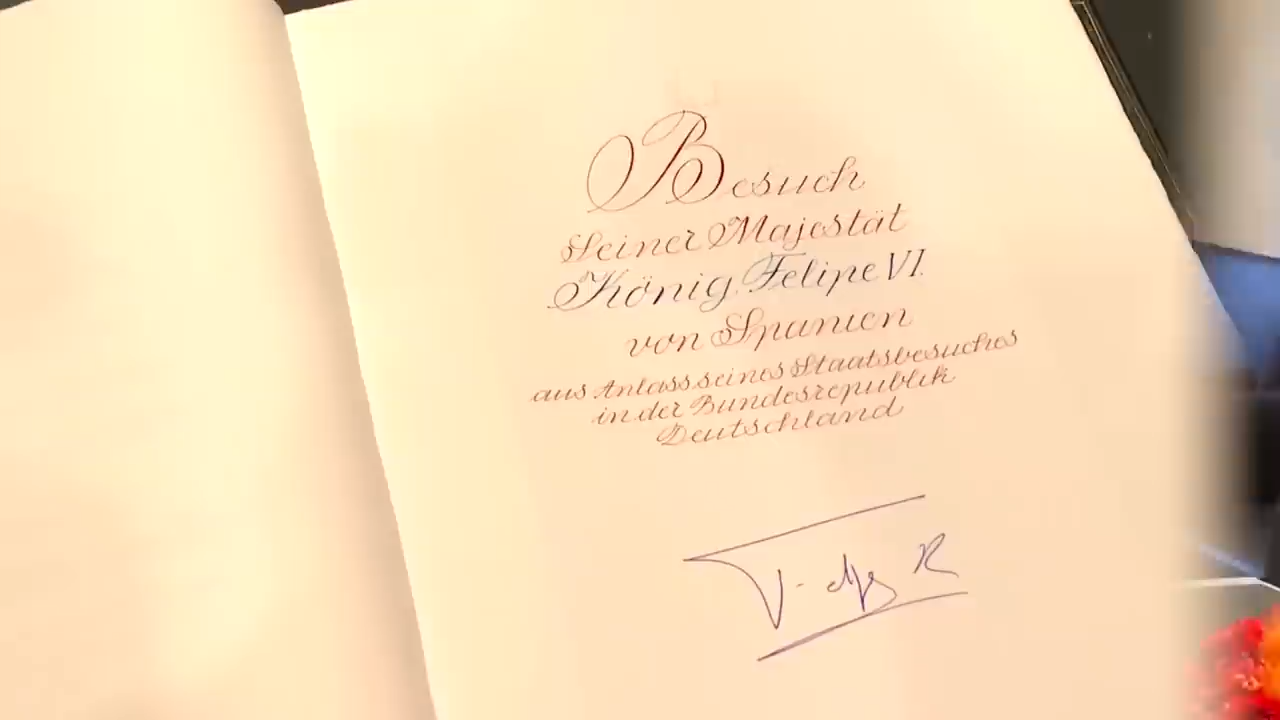 Besuch
Seiner Majestät
König Felipe VI.
von Spanien
aus Anlass seines Staatsbesuches
in der Bundesrepublik
Deutschland